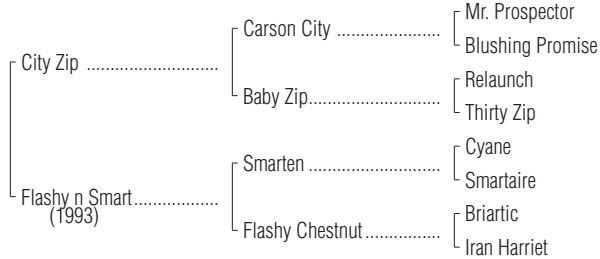 Mr. Prospector
Carson City ........................
Blushing Promise
City Zip ..............................
Relaunch
Baby Zip..............................
Thirty Zip
Cyane
Smarten ..............................
Smartaire
Flashy n Smart...................
(1993)
Briartic
Flashy Chestnut.................
Iran Harriet